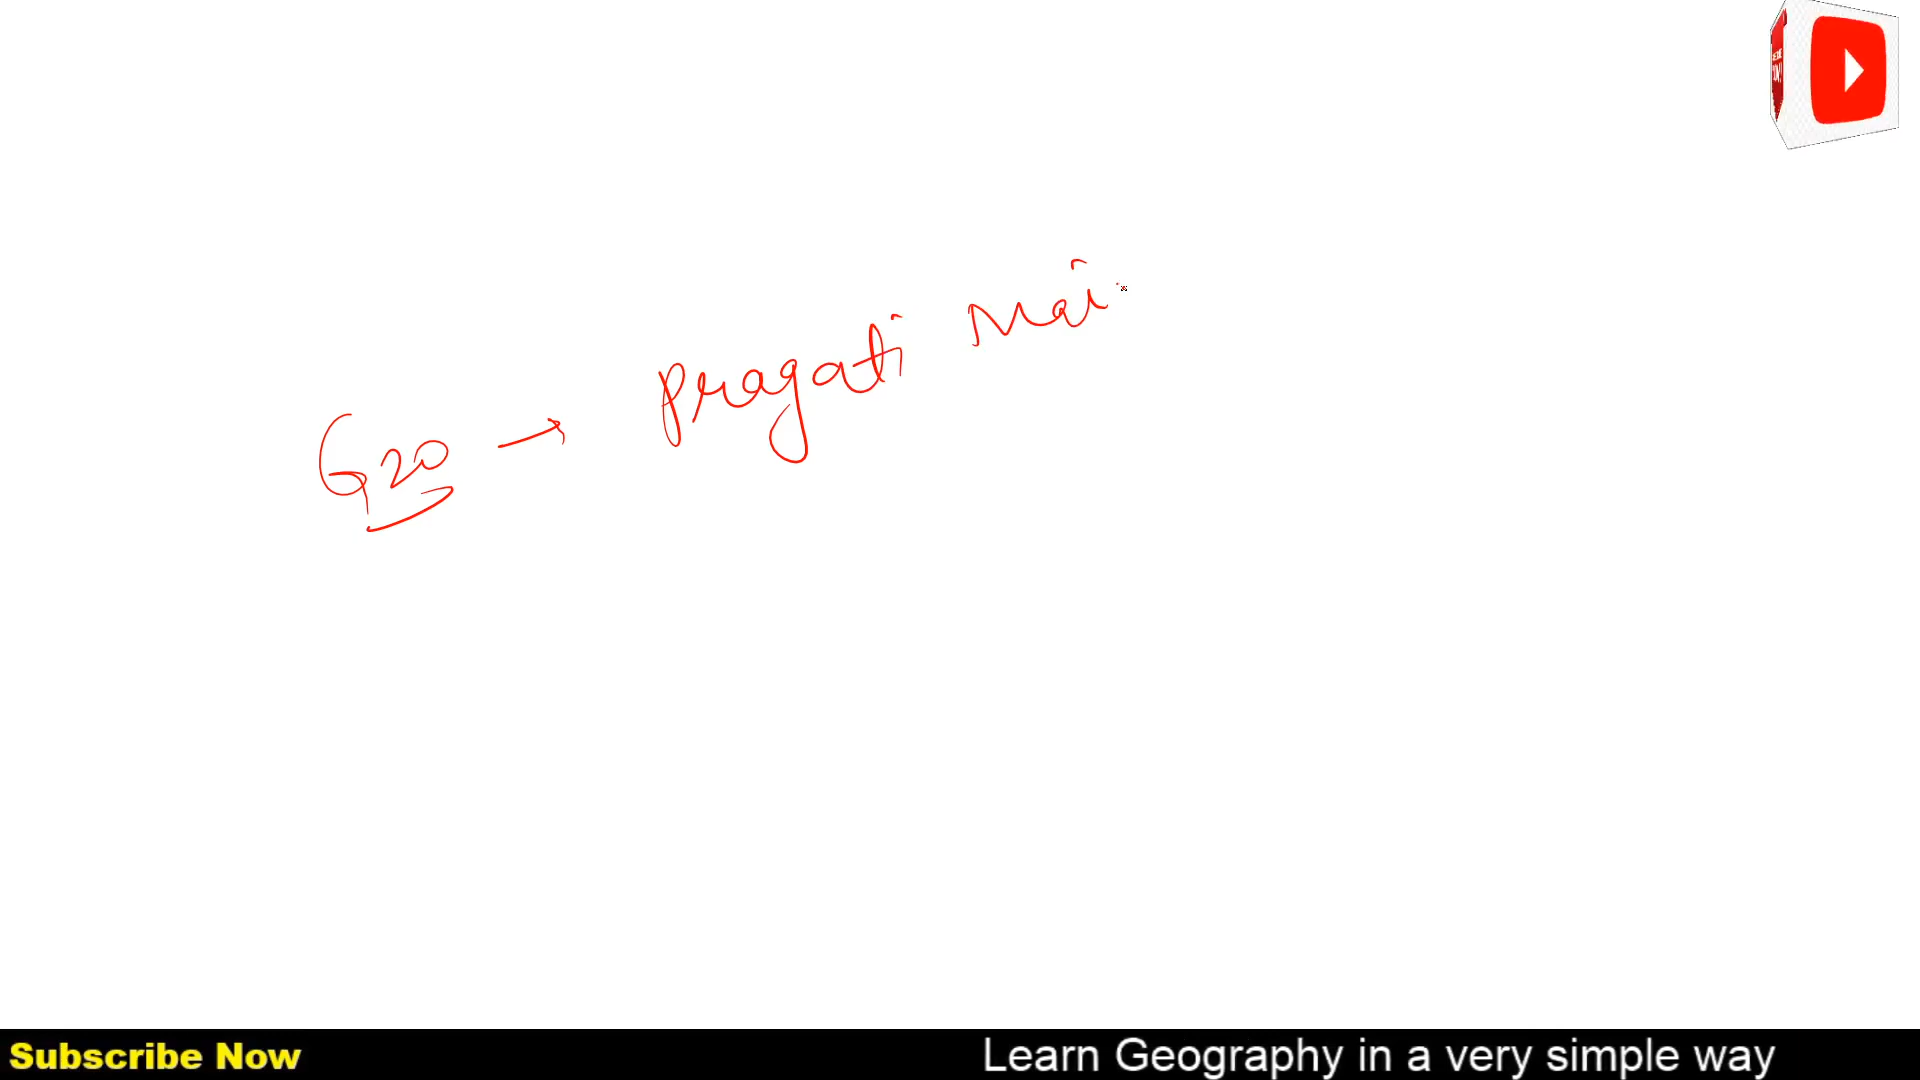 G20 → Pragati Mai
Subscribe Now
Learn Geography in a very simple way